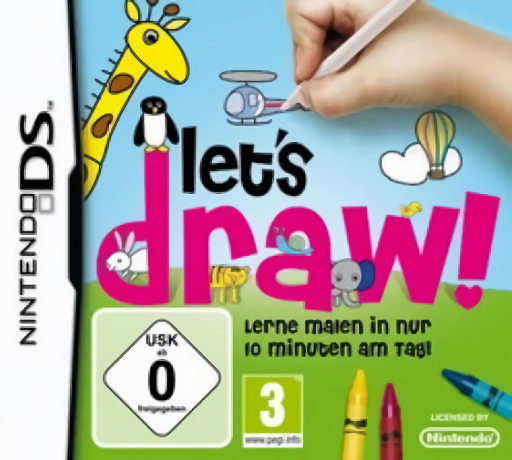 NINTENDO DS™
let's
draw!
Lerne malen in nur
10 minuten am Tag!
USK
ab
0
freigegeben
3
www.pegi.info
LICENSED BY
Nintendo